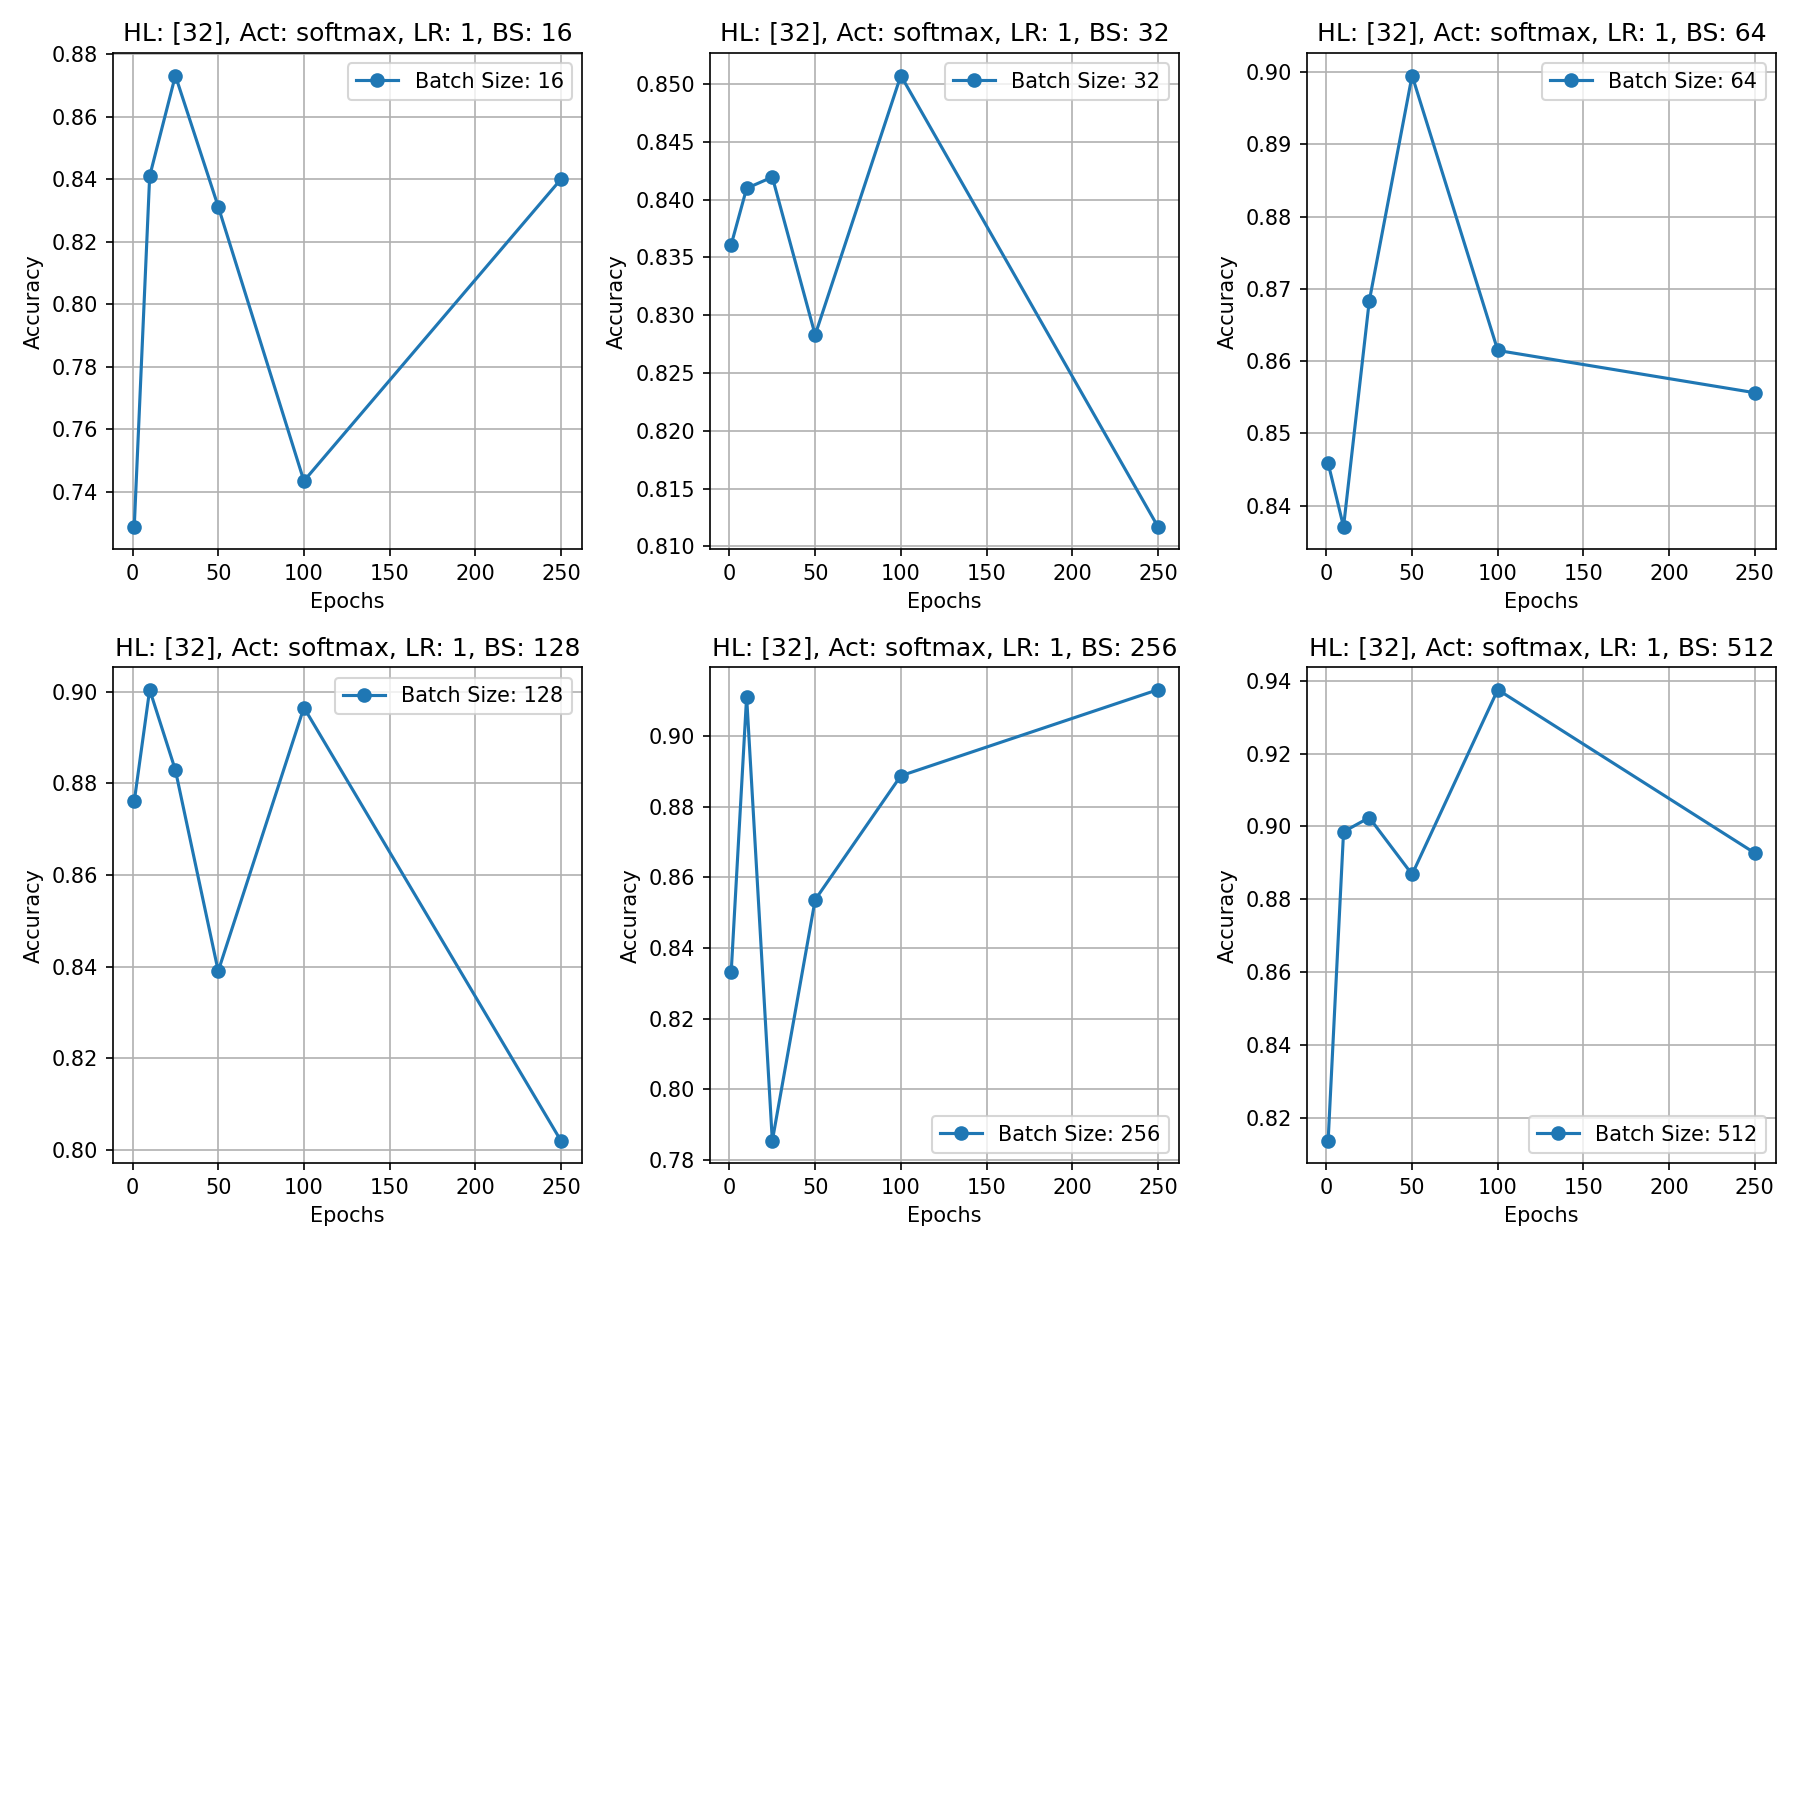 HL: [32], Act: softmax, LR: 1, BS: 16
Batch Size: 16
Accuracy
0.88
0.86
0.84
0.82
0.80
0.78
0.76
0.74
0 50 100 150 200 250
Epochs
HL: [32], Act: softmax, LR: 1, BS: 32
Batch Size: 32
Accuracy
0.850
0.845
0.840
0.835
0.830
0.825
0.820
0.815
0.810
0 50 100 150 200 250
Epochs
HL: [32], Act: softmax, LR: 1, BS: 64
Batch Size: 64
Accuracy
0.90
0.89
0.88
0.87
0.86
0.85
0.84
0 50 100 150 200 250
Epochs
HL: [32], Act: softmax, LR: 1, BS: 128
Batch Size: 128
Accuracy
0.90
0.88
0.86
0.84
0.82
0.80
0 50 100 150 200 250
Epochs
HL: [32], Act: softmax, LR: 1, BS: 256
Accuracy
0.90
0.88
0.86
0.84
0.82
0.80
0.78
Batch Size: 256
0 50 100 150 200 250
Epochs
HL: [32], Act: softmax, LR: 1, BS: 512
Accuracy
0.94
0.92
0.90
0.88
0.86
0.84
0.82
Batch Size: 512
0 50 100 150 200 250
Epochs